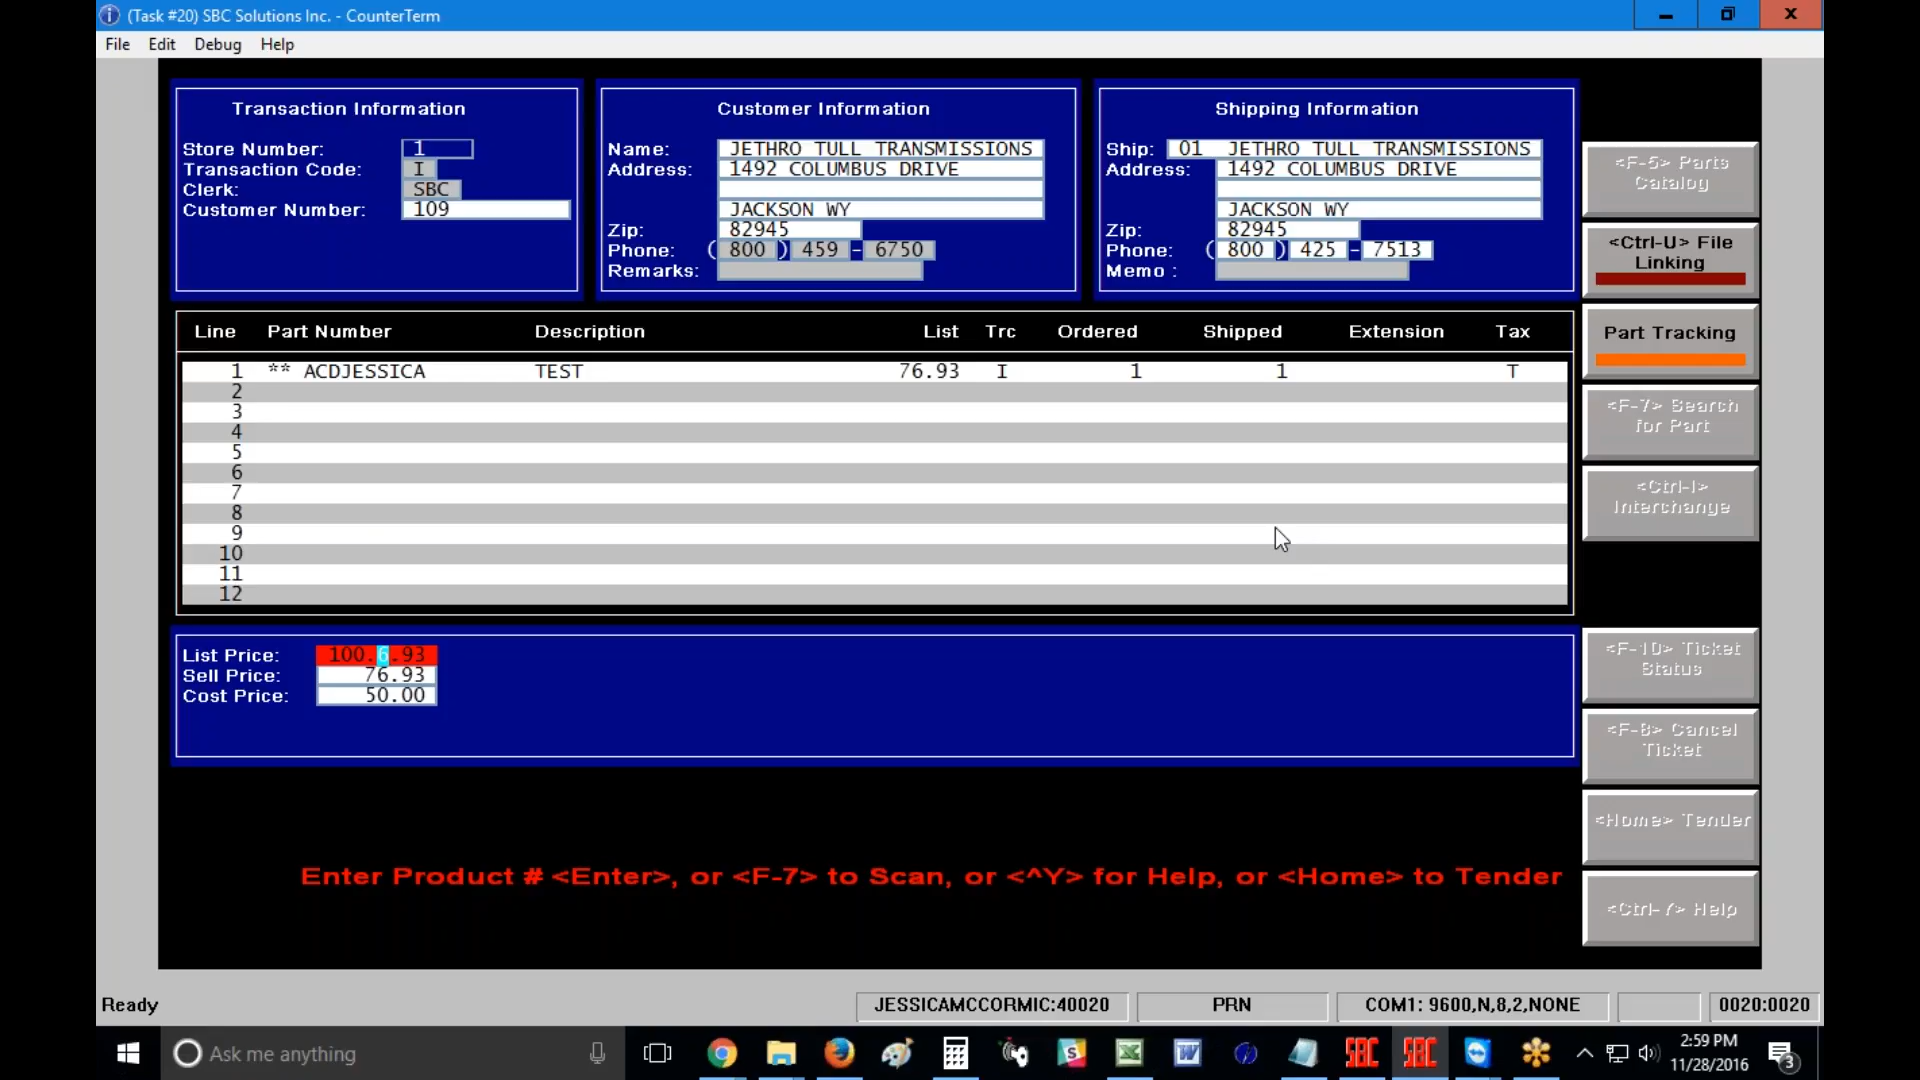 (Task #20) SBC Solutions Inc. - CounterTerm
File Edit Debug Help
Transaction Information
Store Number: 1
Transaction Code: I
Clerk: SBC
Customer Number: 109
Customer Information
Name: JETHRO TULL TRANSMISSIONS
Address: 1492 COLUMBUS DRIVE
JACKSON WY
Zip: 82945
Phone: ( 800 ) 459 - 6750
Remarks:
Shipping Information
Ship: 01 JETHRO TULL TRANSMISSIONS
Address: 1492 COLUMBUS DRIVE
JACKSON WY
Zip: 82945
Phone: ( 800 ) 425 - 7513
Memo :
<F-5> Parts
Catalog
<Ctrl-U> File
Linking
Part Tracking
<F-7> Search
for Part
<Ctrl-I>
Interchange
<F-10> Ticket
Status
<F-8> Cancel
Ticket
<Home> Tender
<Ctrl-Y> Help
Line Part Number Description List Trc Ordered Shipped Extension Tax
1 ** ACDJESSICA TEST 76.93 I 1 1 T
2
3
4
5
6
7
8
9
10
11
12
List Price: 100.6.93
Sell Price: 76.93
Cost Price: 50.00
Enter Product # <Enter>, or <F-7> to Scan, or <^Y> for Help, or <Home> to Tender
Ready JESSICAMCCORMIC:40020 PRN COM1: 9600,N,8,2,NONE 0020:0020
Ask me anything
SBC SBC
2:59 PM
11/28/2016
3